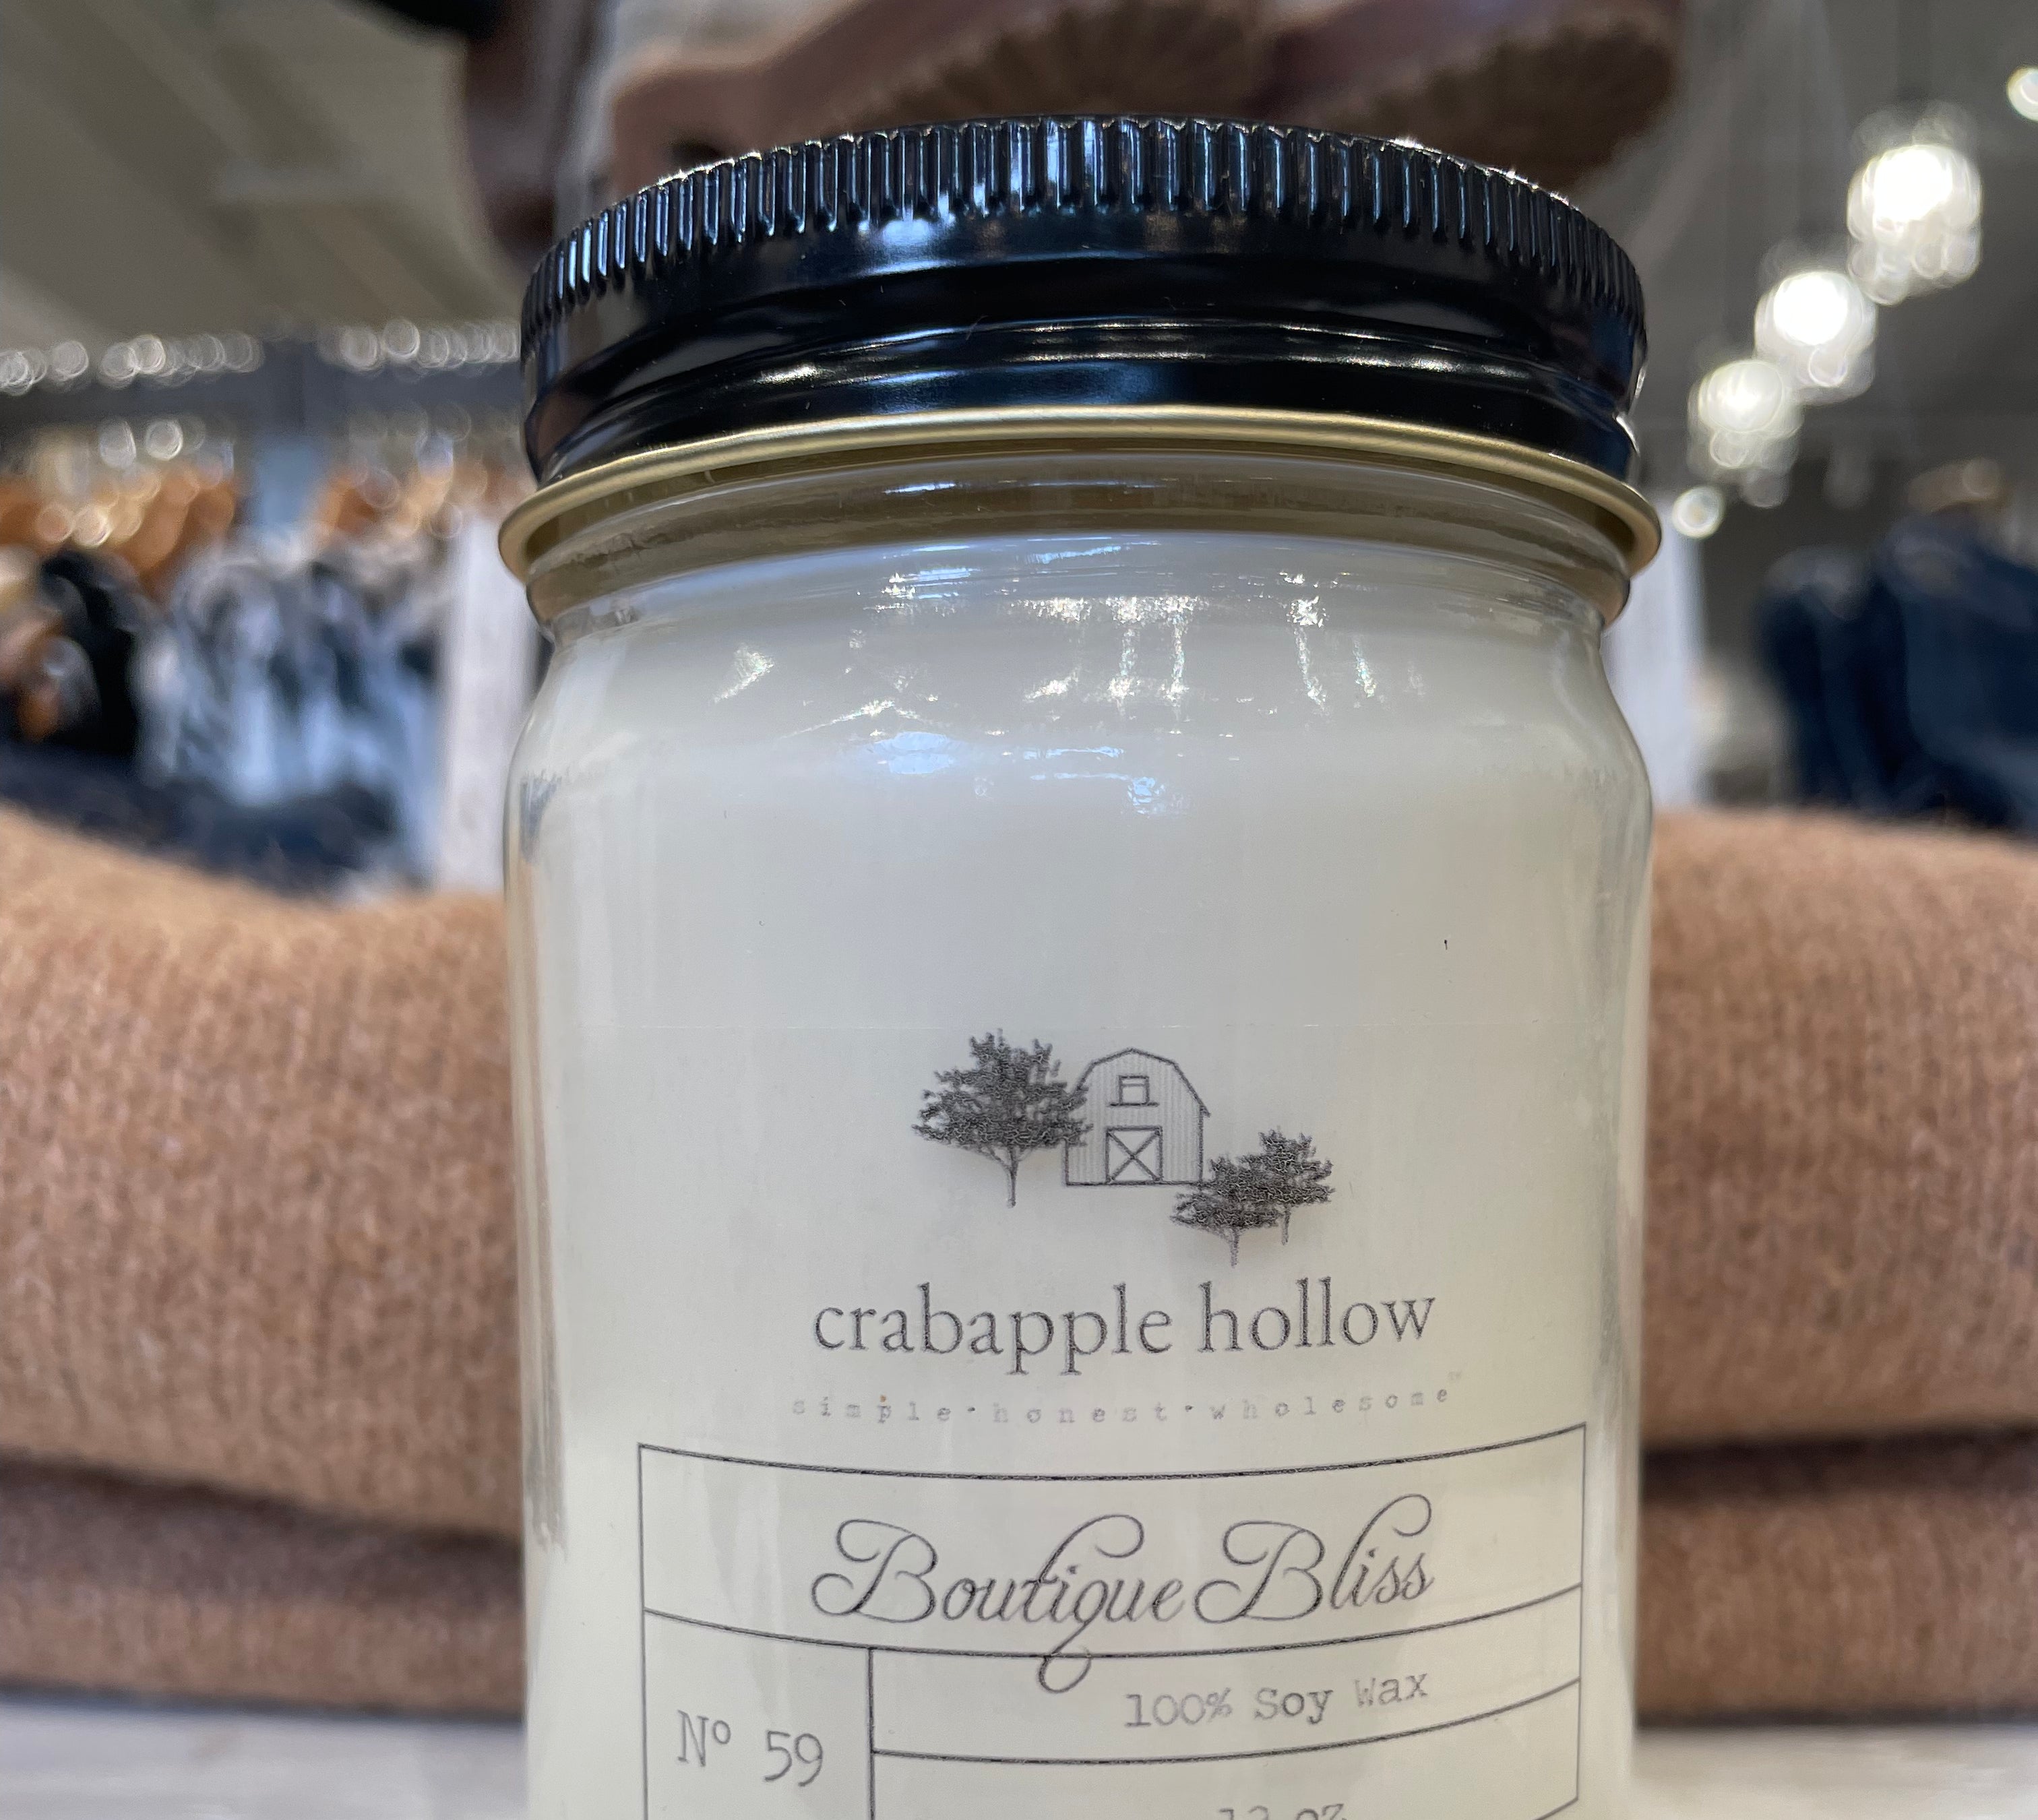 crabapple hollow
simple·honest·wholesome
Boutique Bliss
100% Soy Wax
Nº 59